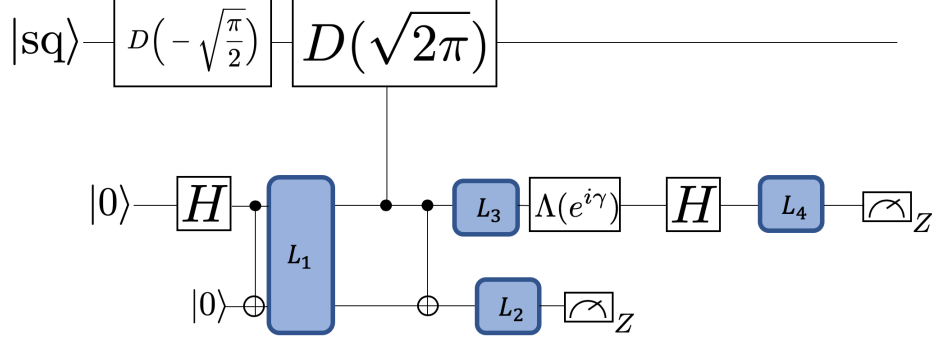 |sq⟩ D(-√(π/2)) D(√2π)
|0⟩ H L₁ L₃ Λ(e^{iγ}) H L₄ Z
|0⟩ L₂ Z